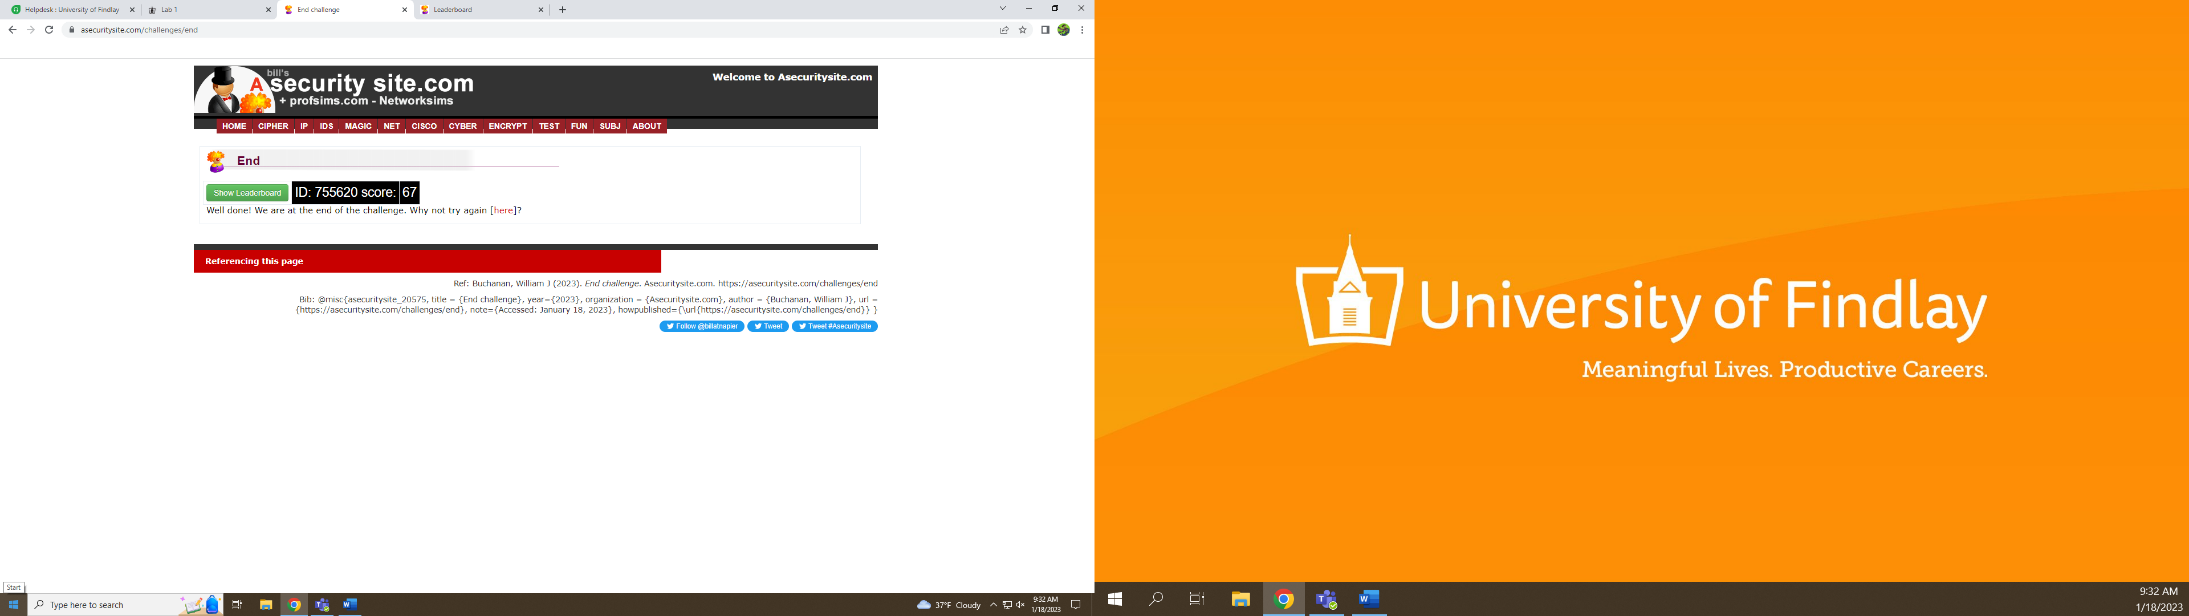 Helpedesk : University of Findlay
Lab 1
End challenge
Leaderboard
asecuritysite.com/challenges/end
bill's
Asecurity site.com
+ profsims.com - Networksims
Welcome to Asecuritysite.com
HOME CIPHER IP IDS MAGIC NET CISCO CYBER ENCRYPT TEST FUN SUBJ ABOUT
End
Show Leaderboard ID: 755620 score: 67
Well done! We are at the end of the challenge. Why not try again [here]?
Referencing this page
Ref: Buchanan, William J (2023). End challenge. Asecuritysite.com. https://asecuritysite.com/challenges/end
Bib: @misc{asecuritysite_20575, title = {End challenge}, year={2023}, organization = {Asecuritysite.com}, author = {Buchanan, William J}, url =
{https://asecuritysite.com/challenges/end}, note={Accessed: January 18, 2023}, howpublished={\url{https://asecuritysite.com/challenges/end}} }
Follow @billatnapier Tweet Tweet #Asecuritysite
Start
Type here to search
37°F Cloudy
9:32 AM
1/18/2023
University of Findlay
Meaningful Lives. Productive Careers.
9:32 AM
1/18/2023